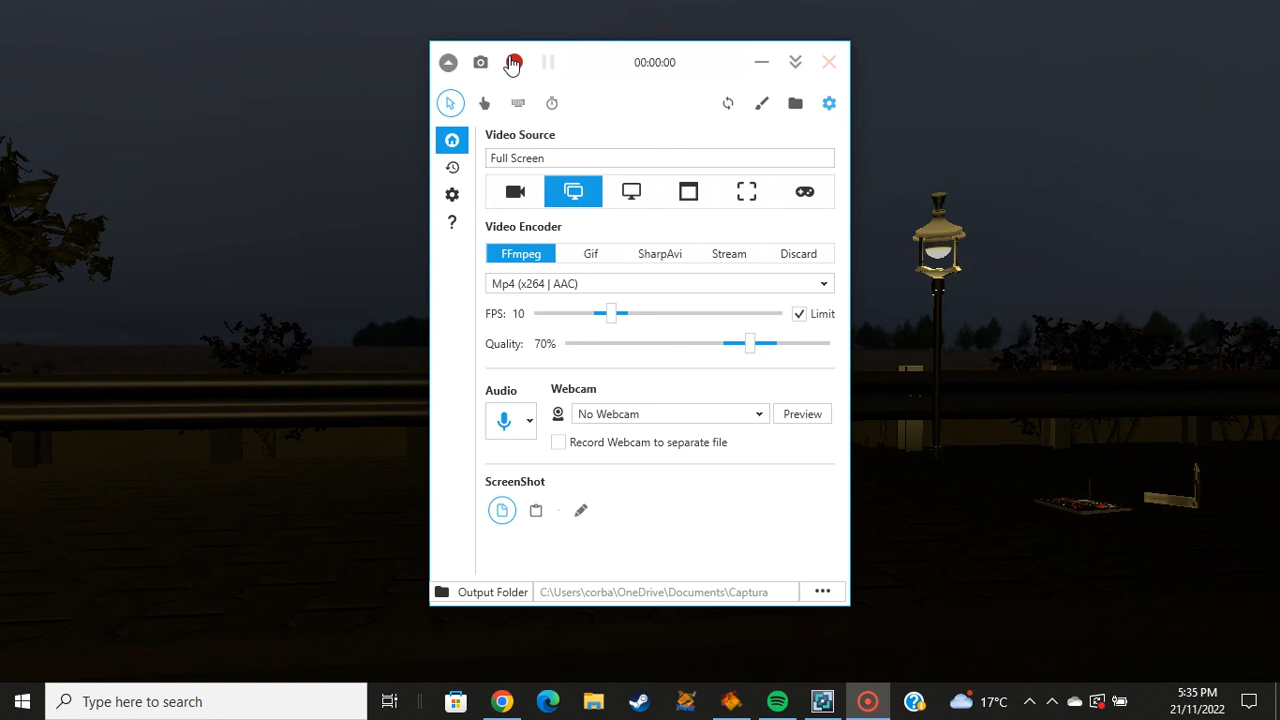 00:00:00
Video Source
Full Screen
Video Encoder
FFmpeg Gif SharpAvi Stream Discard
Mp4 (x264 | AAC)
FPS: 10 Limit
Quality: 70%
Audio Webcam
No Webcam Preview
Record Webcam to separate file
ScreenShot
Output Folder C:\Users\corba\OneDrive\Documents\Captura ...
Type here to search 17°C 5:35 PM
21/11/2022